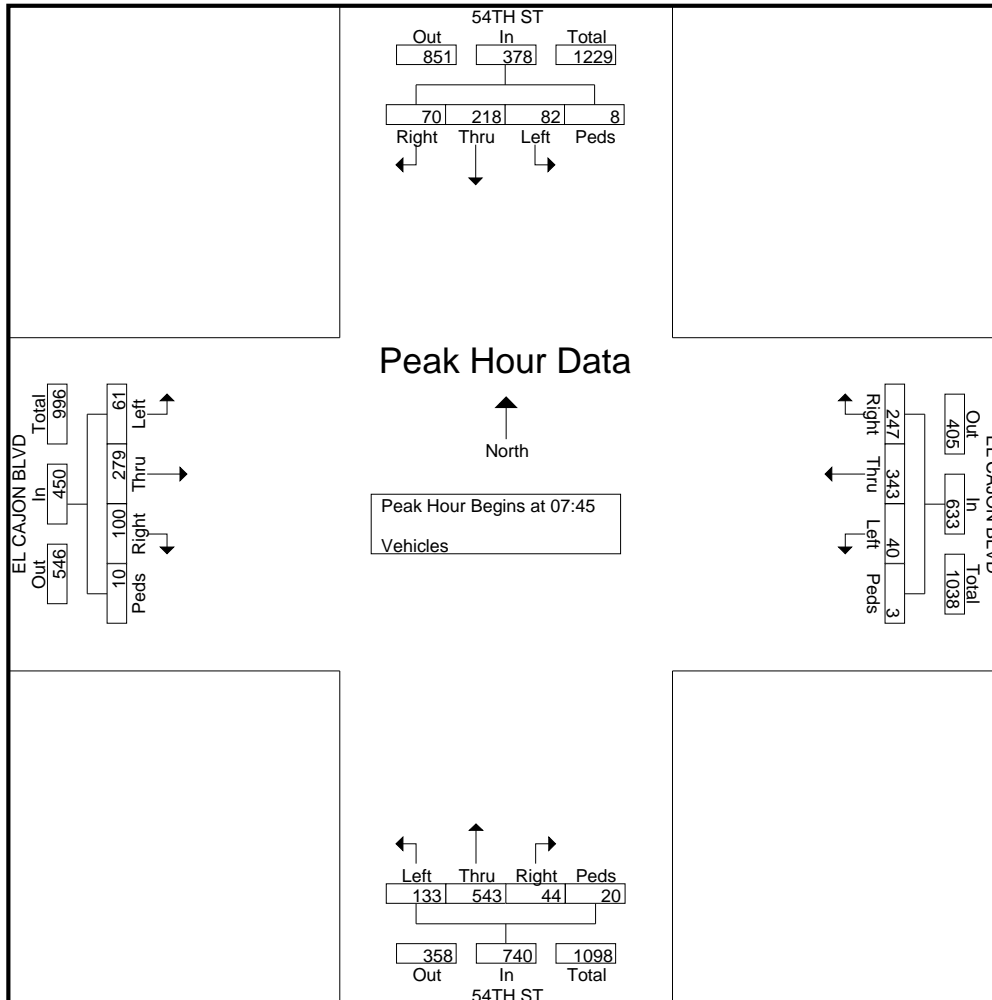 54TH ST
Out In Total
851 378 1229
70 218 82 8
Right Thru Left Peds
Peak Hour Data
North
Peak Hour Begins at 07:45
Vehicles
EL CAJON BLVD
Out In Total
546 450 996
61 279 100 10
Left Thru Right Peds
EL CAJON BLVD
Out In Total
405 633 1038
247 343 40 3
Right Thru Left Peds
Left Thru Right Peds
133 543 44 20
358 740 1098
Out In Total
54TH ST